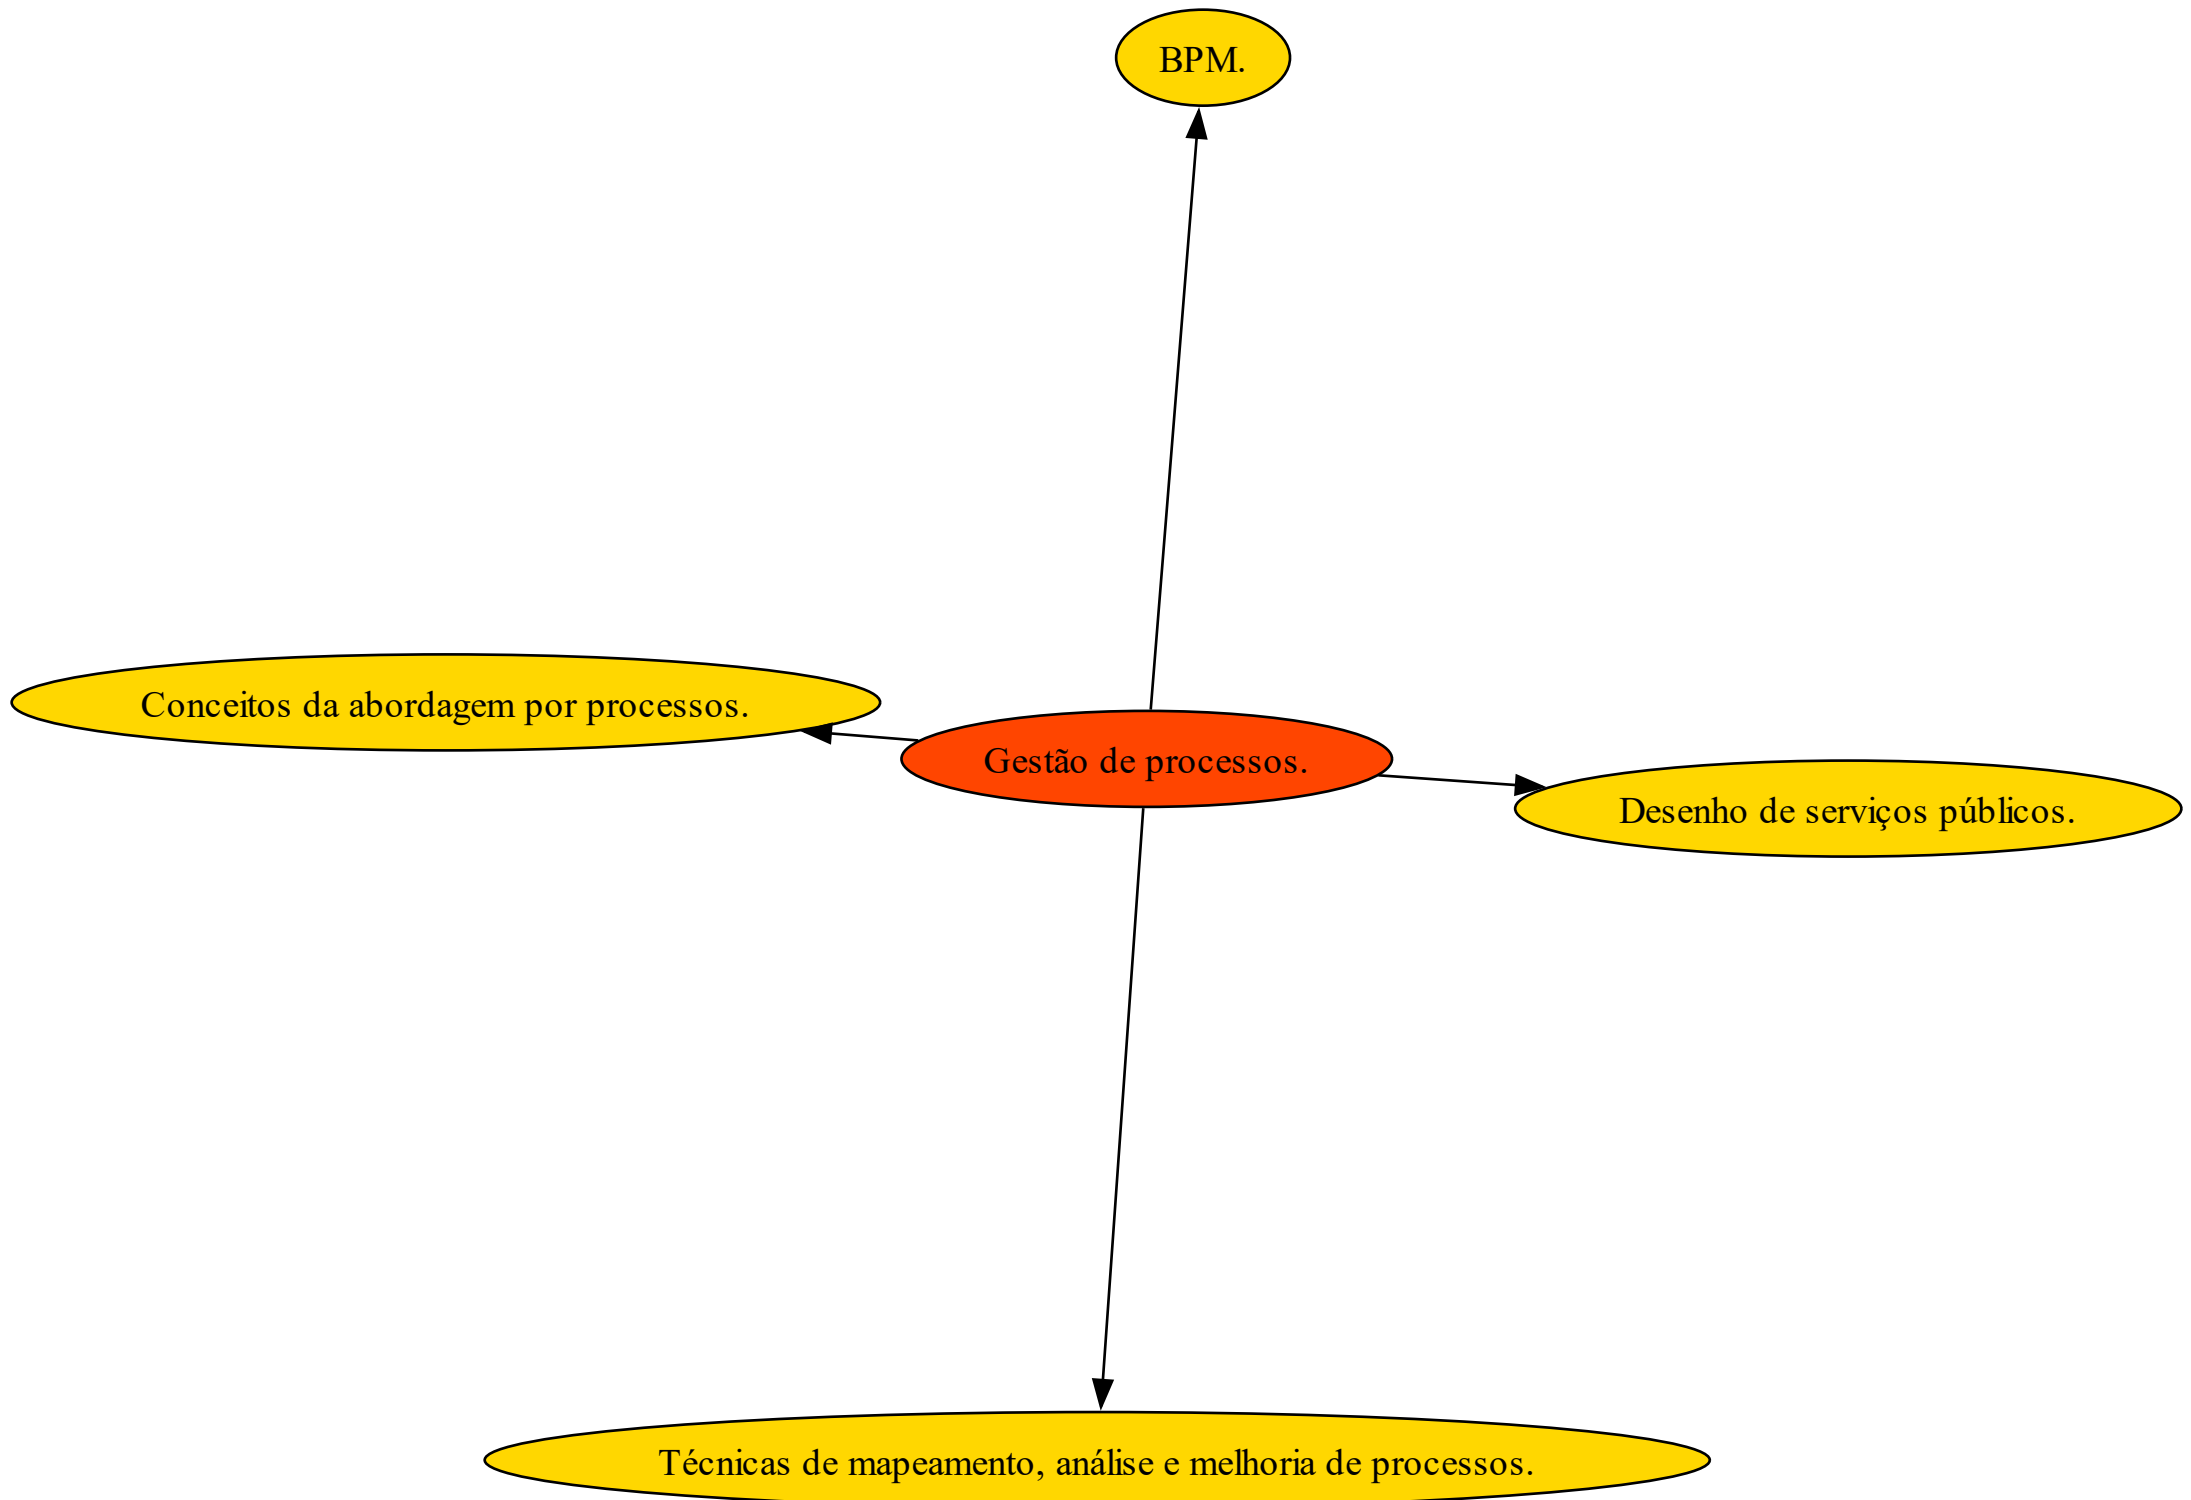 BPM.
Conceitos da abordagem por processos.
Gestão de processos.
Desenho de serviços públicos.
Técnicas de mapeamento, análise e melhoria de processos.